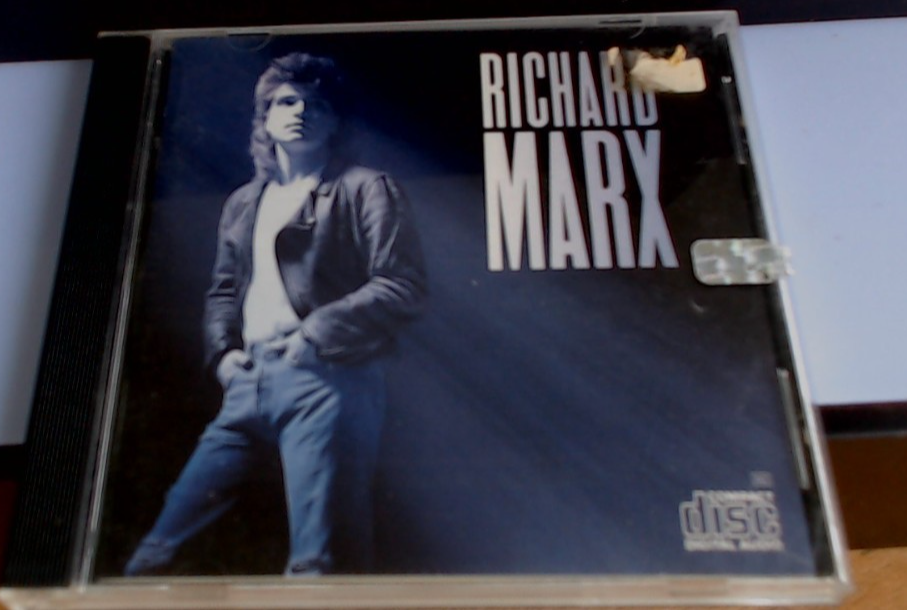 RICHARD
MARX
COMPACT
disc
DIGITAL AUDIO